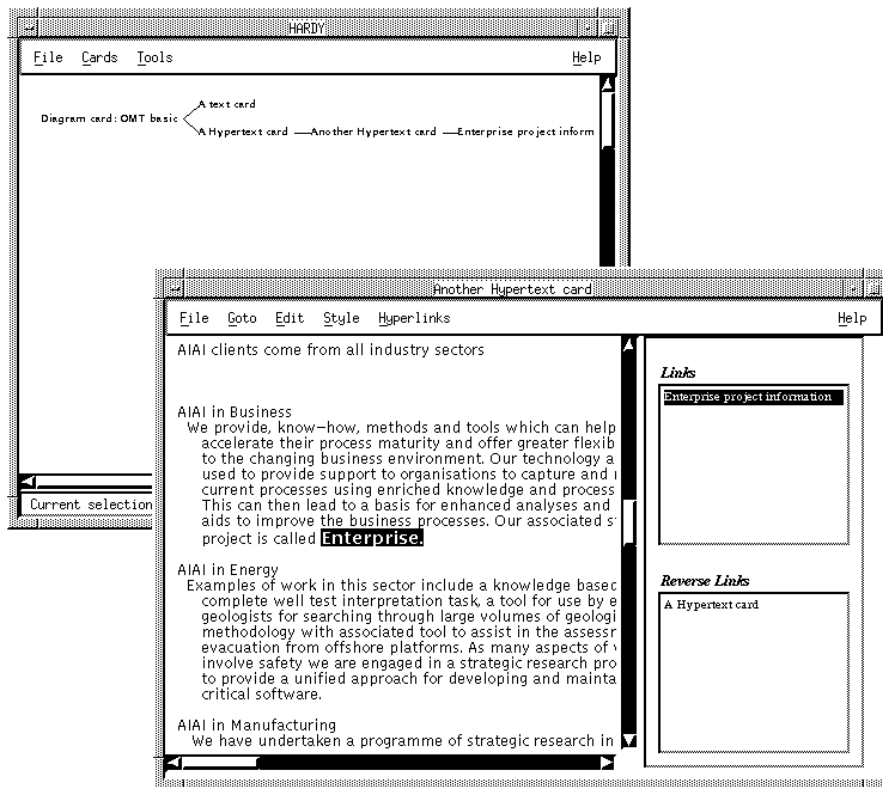 HARDY
File Cards Tools Help
A text card
Diagram card: OMT basic
A Hypertext card Another Hypertext card Enterprise project inform
Current selection
Another Hypertext card
File Goto Edit Style Hyperlinks Help
AIAI clients come from all industry sectors
AIAI in Business
We provide, know-how, methods and tools which can help
accelerate their process maturity and offer greater flexib
to the changing business environment. Our technology a
used to provide support to organisations to capture and
current processes using enriched knowledge and process
This can then lead to a basis for enhanced analyses and
aids to improve the business processes. Our associated s
project is called Enterprise.
AIAI in Energy
Examples of work in this sector include a knowledge based
complete well test interpretation task, a tool for use by e
geologists for searching through large volumes of geologi
methodology with associated tool to assist in the assessm
evacuation from offshore platforms. As many aspects of
involve safety we are engaged in a strategic research pro
to provide a unified approach for developing and mainta
critical software.
AIAI in Manufacturing
We have undertaken a programme of strategic research in
Links
Enterprise project information
Reverse Links
A Hypertext card